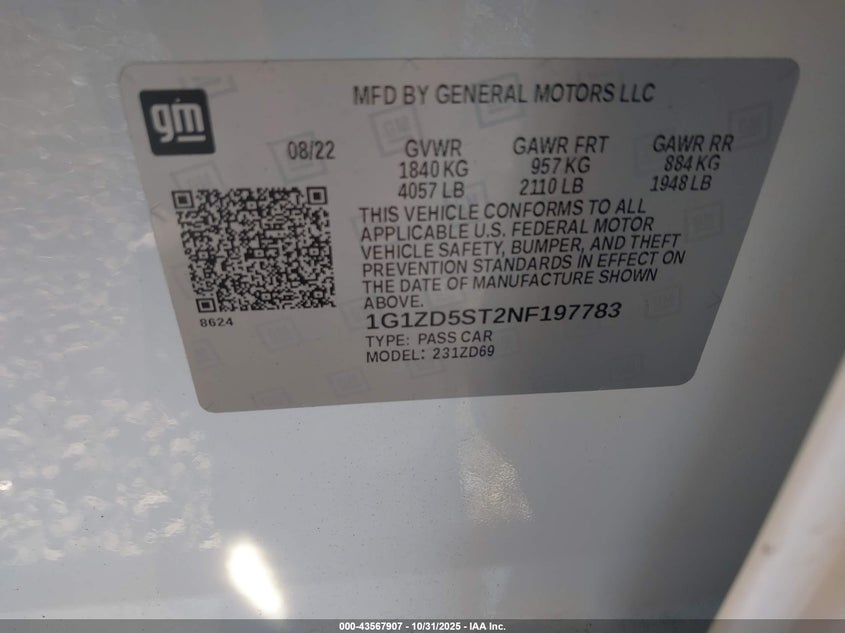 gm
MFD BY GENERAL MOTORS LLC
08/22
GVWR
1840 KG
4057 LB
GAWR FRT
957 KG
2110 LB
GAWR RR
884 KG
1948 LB
THIS VEHICLE CONFORMS TO ALL
APPLICABLE U.S. FEDERAL MOTOR
VEHICLE SAFETY, BUMPER, AND THEFT
PREVENTION STANDARDS IN EFFECT ON
THE DATE OF MANUFACTURE SHOWN
ABOVE.
8624
1G1ZD5ST2NF197783
TYPE: PASS CAR
MODEL: 231ZD69
000-43567907 - 10/31/2025 - IAA Inc.